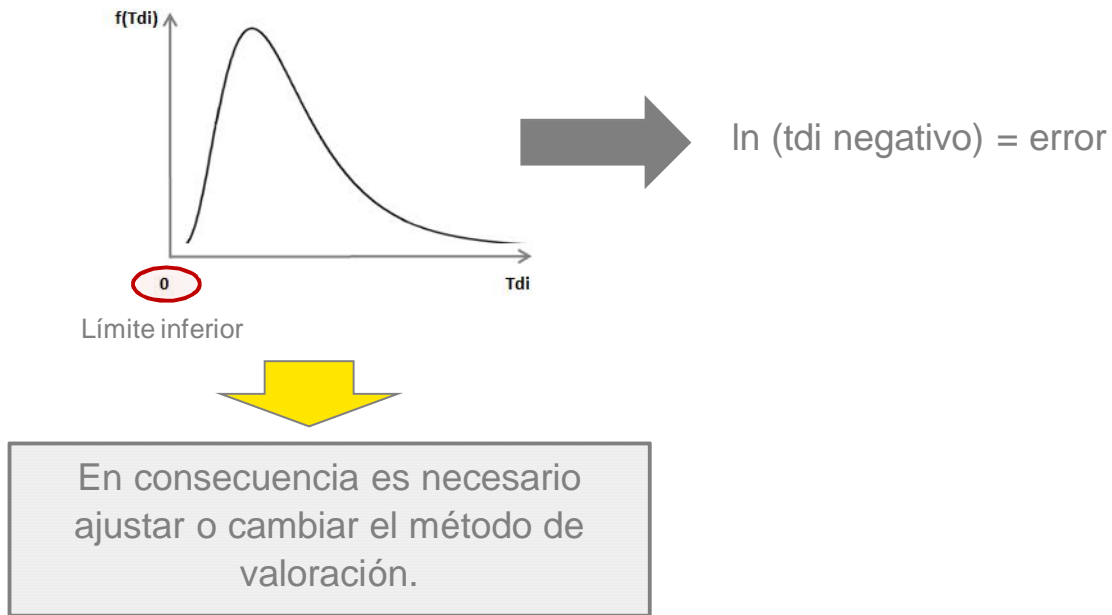 f(Tdi)
ln (tdi negativo) = error
0
Tdi
Límite inferior
En consecuencia es necesario
ajustar o cambiar el método de
valoración.